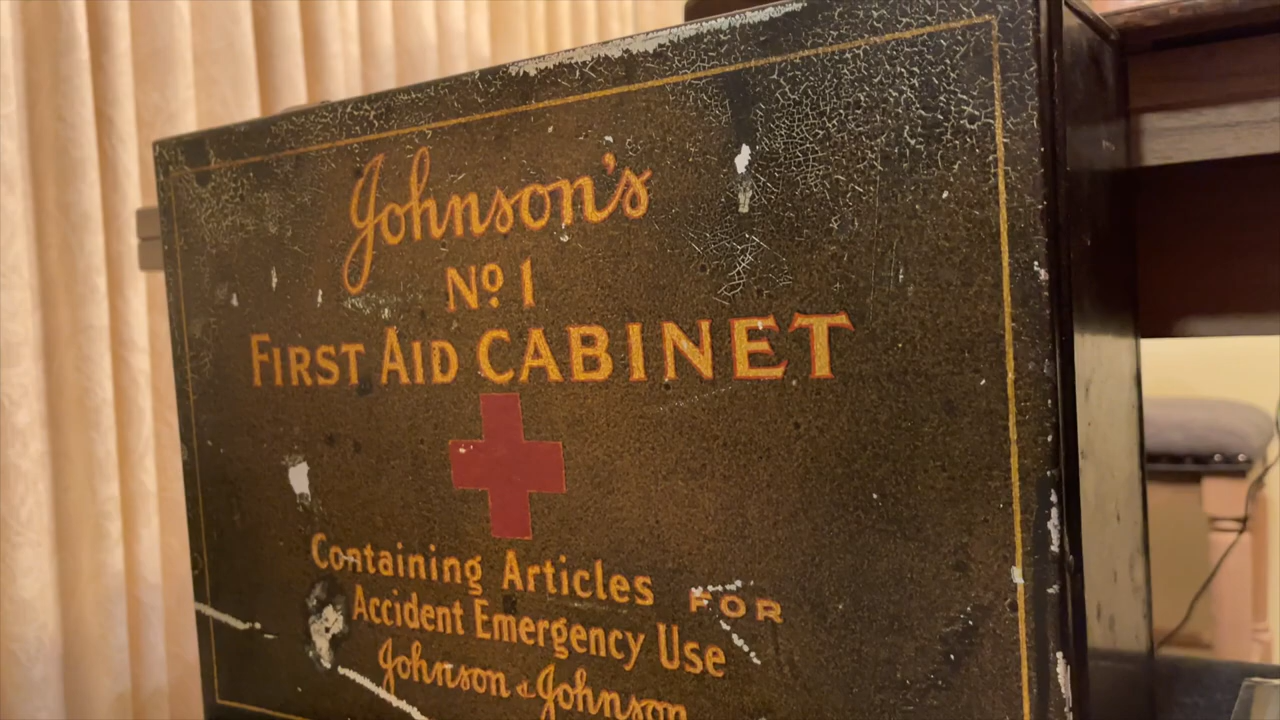 Johnson's
No 1
FIRST AID CABINET
Containing Articles FOR
Accident Emergency Use
Johnson & Johnson